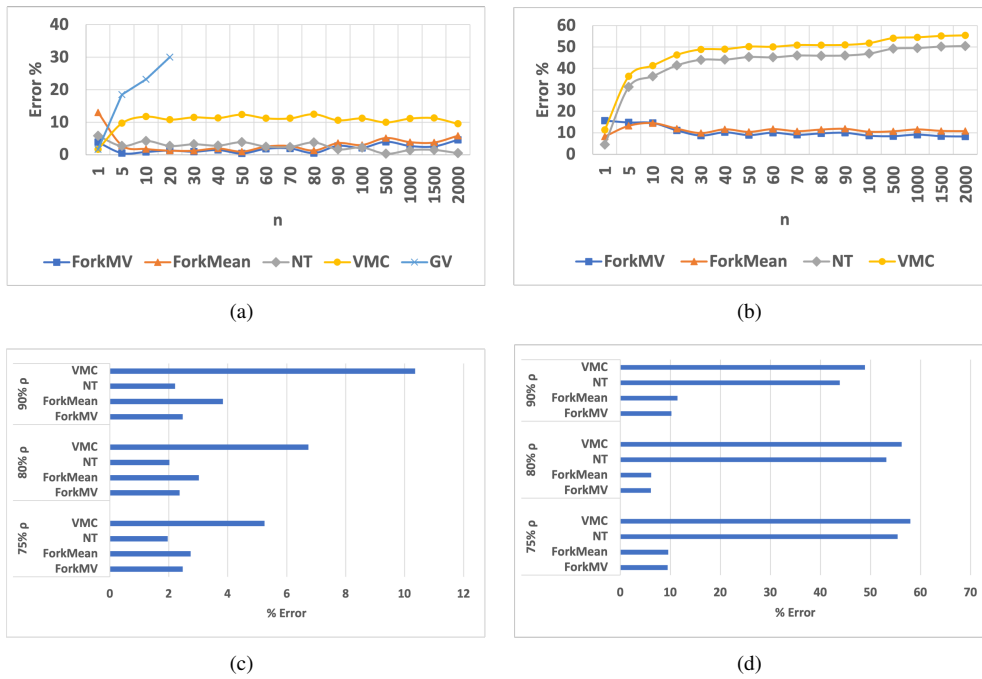 40
30
20
10
0
Error %
1 5 10 20 30 40 50 60 70 80 90 100 500 1000 1500 2000
n
ForkMV ForkMean NT VMC GV
(a)
60
50
40
30
20
10
0
Error %
1 5 10 20 30 40 50 60 70 80 90 100 500 1000 1500 2000
n
ForkMV ForkMean NT VMC
(b)
90% ρ
VMC
NT
ForkMean
ForkMV
80% ρ
VMC
NT
ForkMean
ForkMV
75% ρ
VMC
NT
ForkMean
ForkMV
0 2 4 6 8 10 12
% Error
(c)
90% ρ
VMC
NT
ForkMean
ForkMV
80% ρ
VMC
NT
ForkMean
ForkMV
75% ρ
VMC
NT
ForkMean
ForkMV
0 10 20 30 40 50 60 70
% Error
(d)